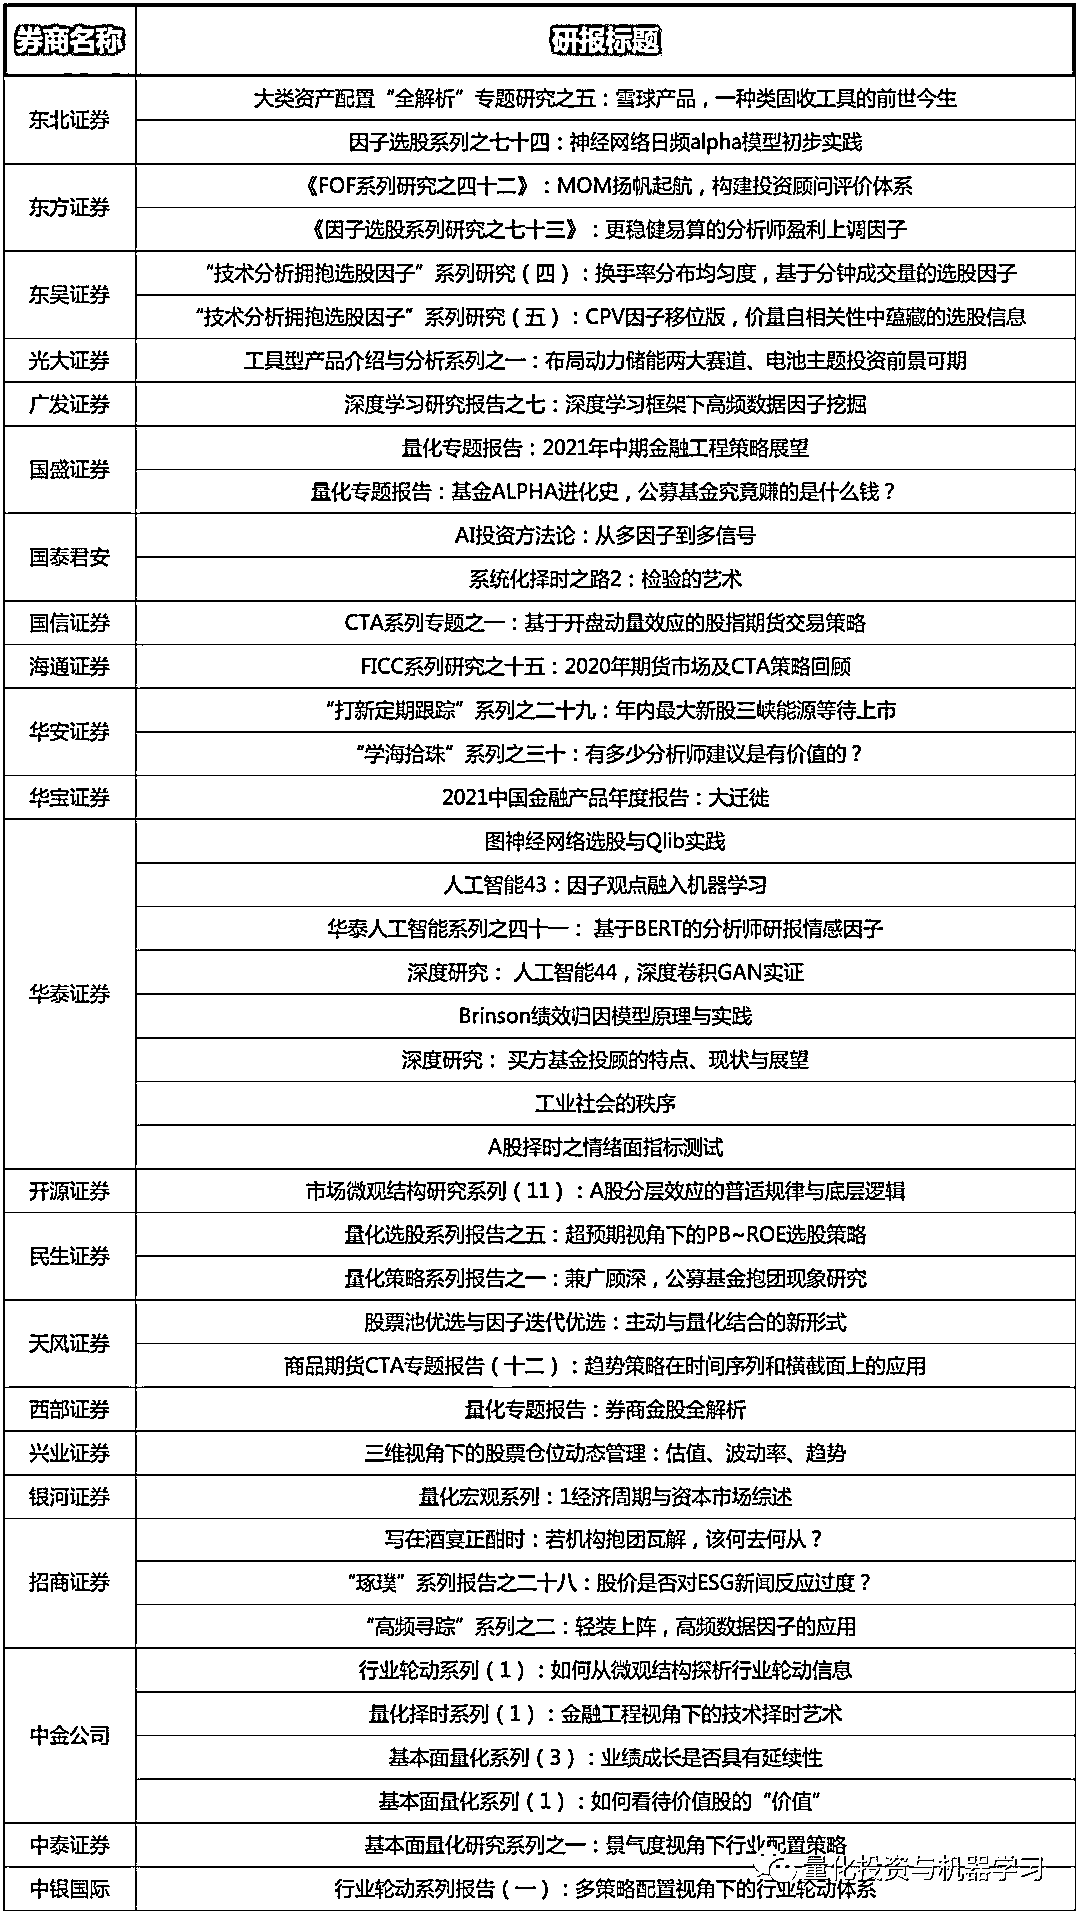 券商名称 研报标题
东北证券
大类资产配置“全解析”专题研究之五：雪球产品，一种类固收工具的前世今生
因子选股系列之七十四：神经网络日频alpha模型初步实践
东方证券
《FOF系列研究之四十二》：MOM扬帆起航，构建投资顾问评价体系
《因子选股系列研究之七十三》：更稳健易算的分析师盈利上调因子
东吴证券
“技术分析拥抱选股因子”系列研究（四）：换手率分布均匀度，基于分钟成交量的选股因子
“技术分析拥抱选股因子”系列研究（五）：CPV因子移位版，价量自相关性中蕴藏的选股信息
光大证券 工具型产品介绍与分析系列之一：布局动力储能两大赛道、电池主题投资前景可期
广发证券 深度学习研究报告之七：深度学习框架下高频数据因子挖掘
国盛证券
量化专题报告：2021年中期金融工程策略展望
量化专题报告：基金ALPHA进化史，公募基金究竟赚的是什么钱？
国泰君安
AI投资方法论：从多因子到多信号
系统化择时之路2：检验的艺术
国信证券 CTA系列专题之一：基于开盘动量效应的股指期货交易策略
海通证券 FICC系列研究之十五：2020年期货市场及CTA策略回顾
华安证券
“打新定期跟踪”系列之二十九：年内最大新股三峡能源等待上市
“学海拾珠”系列之三十：有多少分析师建议是有价值的？
华宝证券 2021中国金融产品年度报告：大迁徙
华泰证券
图神经网络选股与Qlib实践
人工智能43：因子观点融入机器学习
华泰人工智能系列之四十一： 基于BERT的分析师研报情感因子
深度研究： 人工智能44，深度卷积GAN实证
Brinson绩效归因模型原理与实践
深度研究： 买方基金投顾的特点、现状与展望
工业社会的秩序
A股择时之情绪面指标测试
开源证券 市场微观结构研究系列（11）：A股分层效应的普适规律与底层逻辑
民生证券
量化选股系列报告之五：超预期视角下的PB~ROE选股策略
量化策略系列报告之一：兼广顾深，公募基金抱团现象研究
天风证券
股票池优选与因子迭代优选：主动与量化结合的新形式
商品期货CTA专题报告（十二）：趋势策略在时间序列和横截面上的应用
西部证券 量化专题报告：券商金股全解析
兴业证券 三维视角下的股票仓位动态管理：估值、波动率、趋势
银河证券 量化宏观系列：1经济周期与资本市场综述
招商证券
写在酒宴正酣时：若机构抱团瓦解，该何去何从？
“琢璞”系列报告之二十八：股价是否对ESG新闻反应过度？
“高频寻踪”系列之二：轻装上阵，高频数据因子的应用
中金公司
行业轮动系列（1）：如何从微观结构探析行业轮动信息
量化择时系列（1）：金融工程视角下的技术择时艺术
基本面量化系列（3）：业绩成长是否具有延续性
基本面量化系列（1）：如何看待价值股的“价值”
中泰证券 基本面量化研究系列之一：景气度视角下行业配置策略
量化投资与机器学习
中银国际 行业轮动系列报告（一）：多策略配置视角下的行业轮动体系